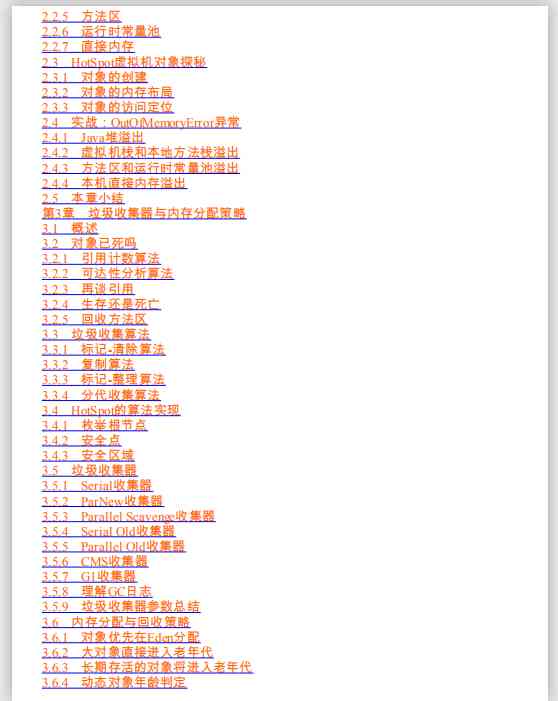 2.2.5 方法区
2.2.6 运行时常量池
2.2.7 直接内存
2.3 HotSpot虚拟机对象探秘
2.3.1 对象的创建
2.3.2 对象的内存布局
2.3.3 对象的访问定位
2.4 实战：OutOfMemoryError异常
2.4.1 Java堆溢出
2.4.2 虚拟机栈和本地方法栈溢出
2.4.3 方法区和运行时常量池溢出
2.4.4 本机直接内存溢出
2.5 本章小结
第3章 垃圾收集器与内存分配策略
3.1 概述
3.2 对象已死吗
3.2.1 引用计数算法
3.2.2 可达性分析算法
3.2.3 再谈引用
3.2.4 生存还是死亡
3.2.5 回收方法区
3.3 垃圾收集算法
3.3.1 标记-清除算法
3.3.2 复制算法
3.3.3 标记-整理算法
3.3.4 分代收集算法
3.4 HotSpot的算法实现
3.4.1 枚举根节点
3.4.2 安全点
3.4.3 安全区域
3.5 垃圾收集器
3.5.1 Serial收集器
3.5.2 ParNew收集器
3.5.3 Parallel Scavenge收集器
3.5.4 Serial Old收集器
3.5.5 Parallel Old收集器
3.5.6 CMS收集器
3.5.7 G1收集器
3.5.8 理解GC日志
3.5.9 垃圾收集器参数总结
3.6 内存分配与回收策略
3.6.1 对象优先在Eden分配
3.6.2 大对象直接进入老年代
3.6.3 长期存活的对象将进入老年代
3.6.4 动态对象年龄判定